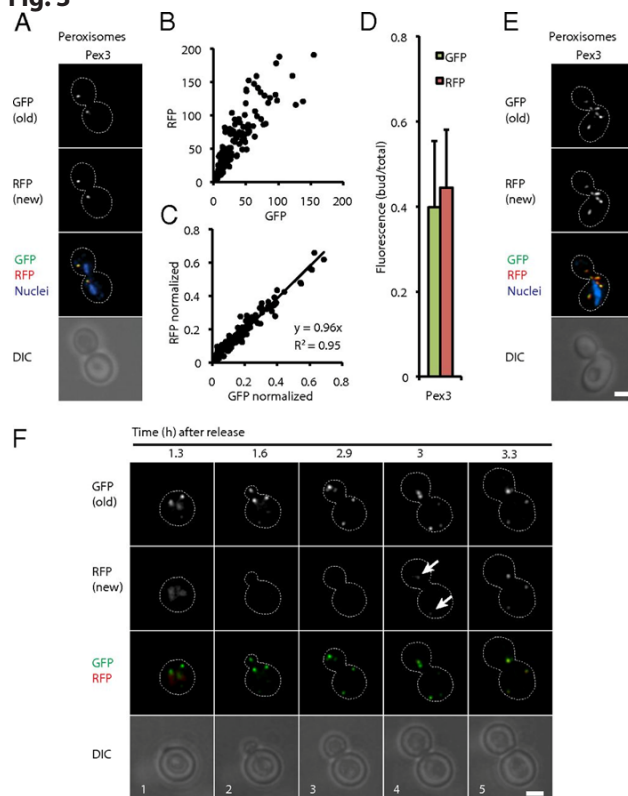 Fig. 5
A
Peroxisomes
Pex3
GFP
(old)
RFP
(new)
GFP
RFP
Nuclei
DIC
B
200
150
100
50
0
RFP
0 50 100 150 200
GFP
C
0.8
0.6
0.4
0.2
0
RFP normalized
y = 0.96x
R² = 0.95
0 0.2 0.4 0.6 0.8
GFP normalized
D
0.8
0.6
0.4
0.2
0
Fluorescence (bud/total)
GFP
RFP
Pex3
E
Peroxisomes
Pex3
GFP
(old)
RFP
(new)
GFP
RFP
Nuclei
DIC
F
Time (h) after release
1.3 1.6 2.9 3 3.3
GFP
(old)
RFP
(new)
GFP
RFP
DIC
1 2 3 4 5